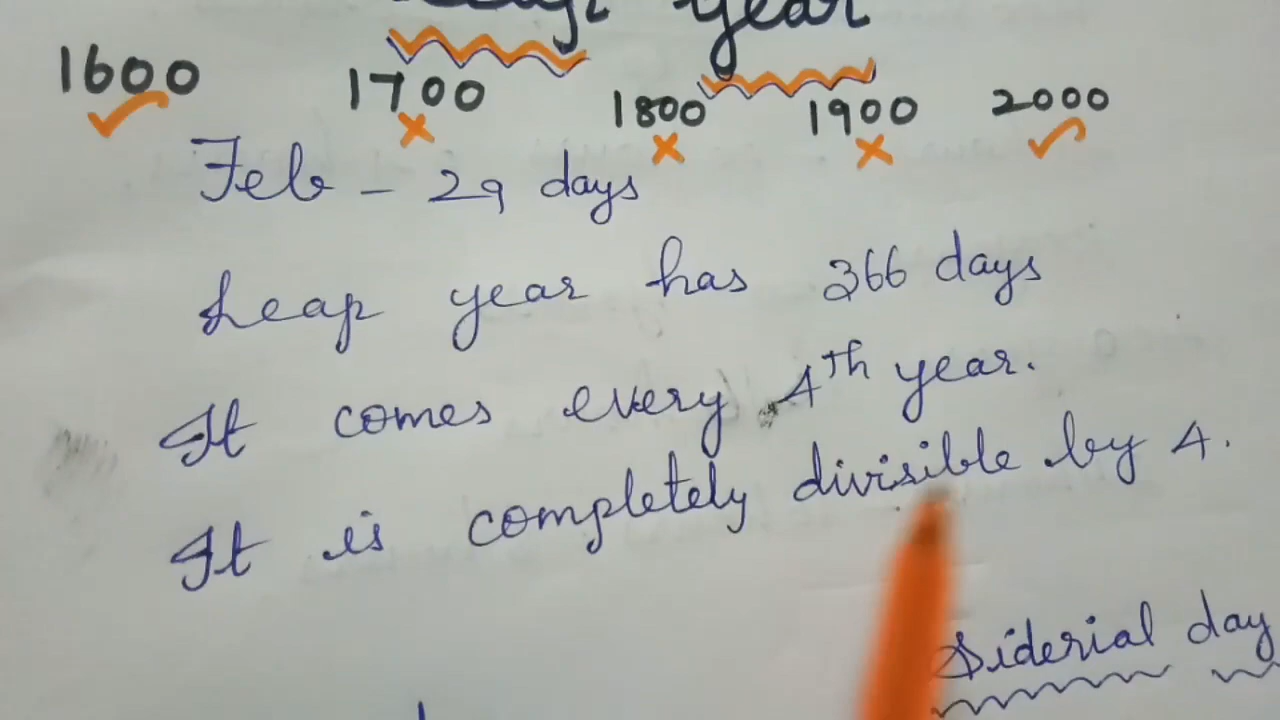 Leap year
1600 1700 1800 1900 2000
Feb - 29 days
Leap year has 366 days
It comes every 4th year.
It is completely divisible by 4.
Siderial day